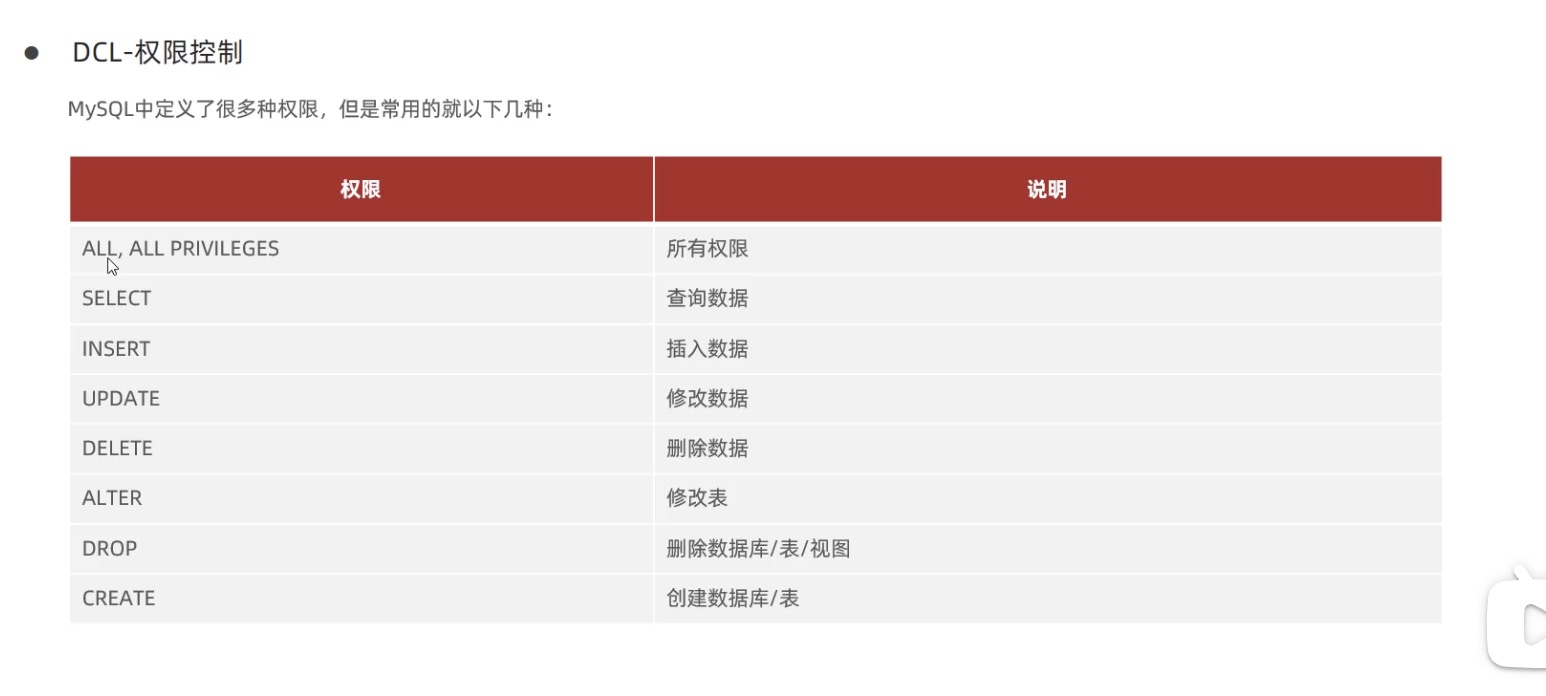 DCL-权限控制
MySQL中定义了很多种权限，但是常用的就以下几种：
权限 说明
ALL, ALL PRIVILEGES 所有权限
SELECT 查询数据
INSERT 插入数据
UPDATE 修改数据
DELETE 删除数据
ALTER 修改表
DROP 删除数据库/表/视图
CREATE 创建数据库/表